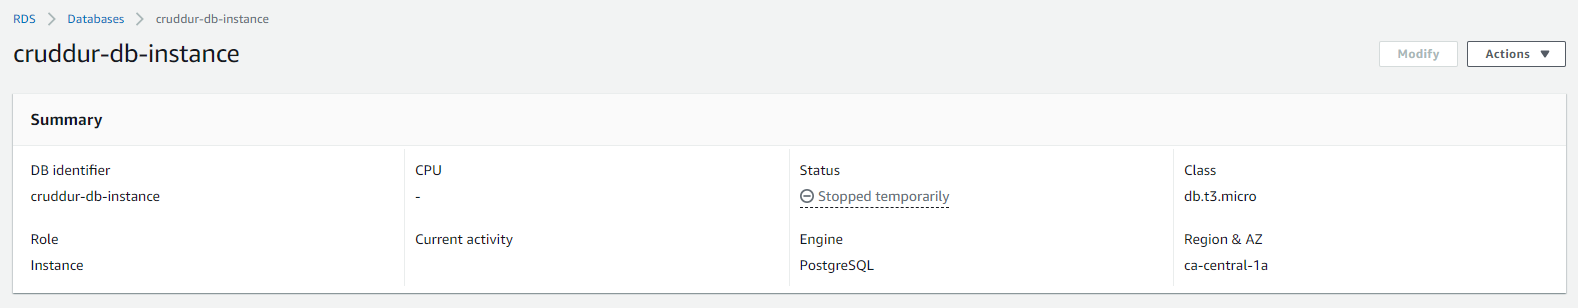 RDS > Databases > cruddur-db-instance
cruddur-db-instance
Modify
Actions
Summary
DB identifier
cruddur-db-instance
CPU
-
Status
Stopped temporarily
Class
db.t3.micro
Role
Instance
Current activity
Engine
PostgreSQL
Region & AZ
ca-central-1a